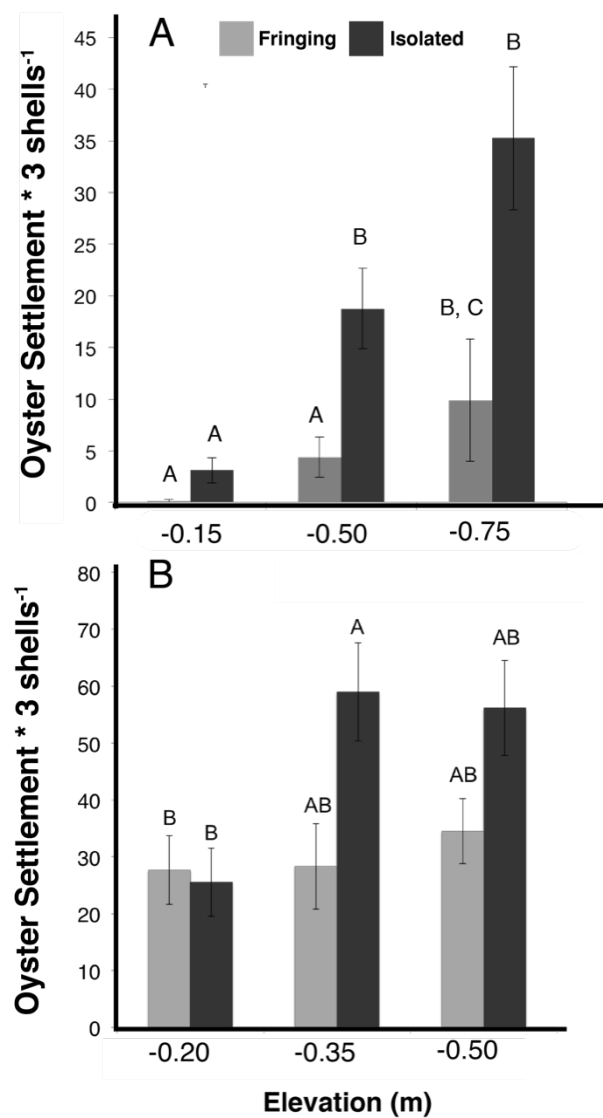 A
Fringing Isolated
Oyster Settlement * 3 shells⁻¹
45
40
35
30
25
20
15
10
5
0
A
A
A
B
B, C
B
-0.15 -0.50 -0.75
B
Oyster Settlement * 3 shells⁻¹
80
70
60
50
40
30
20
10
0
B
B
AB
A
AB
AB
-0.20 -0.35 -0.50
Elevation (m)